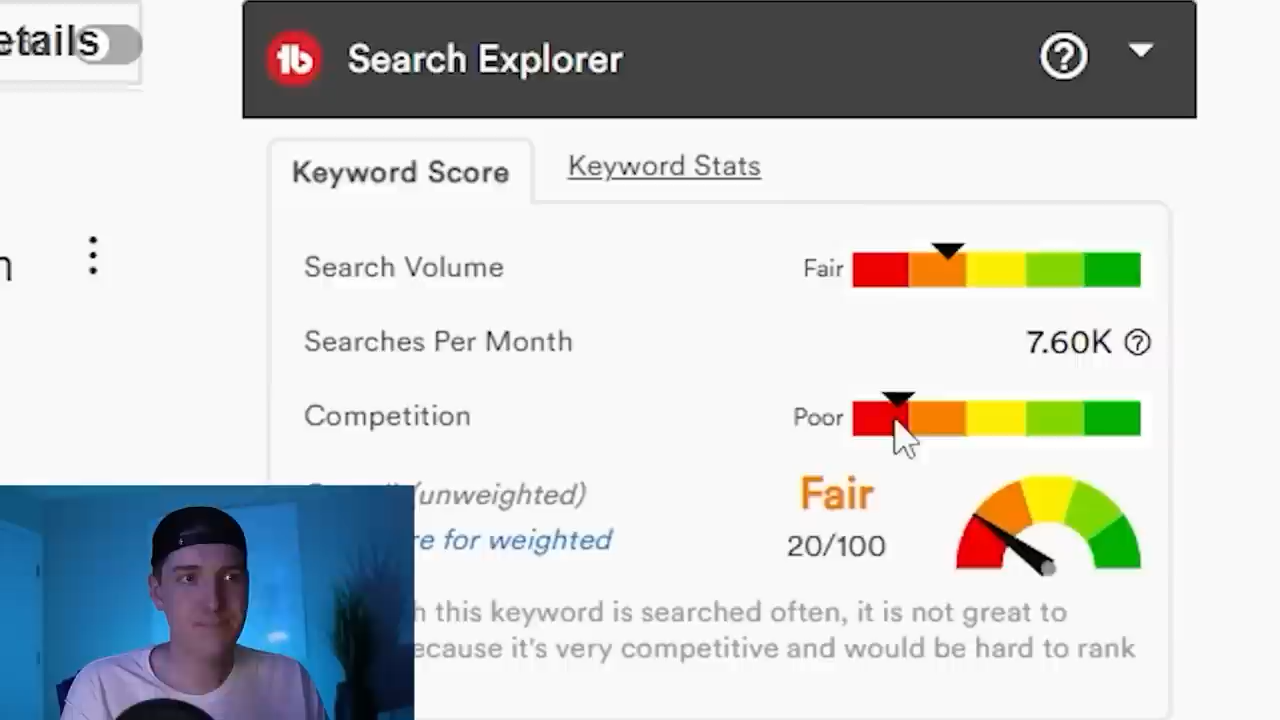 etails
Search Explorer
Keyword Score
Keyword Stats
Search Volume
Fair
Searches Per Month
7.60K
Competition
Poor
(unweighted)
Fair
re for weighted
20/100
h this keyword is searched often, it is not great to
ecause it's very competitive and would be hard to rank